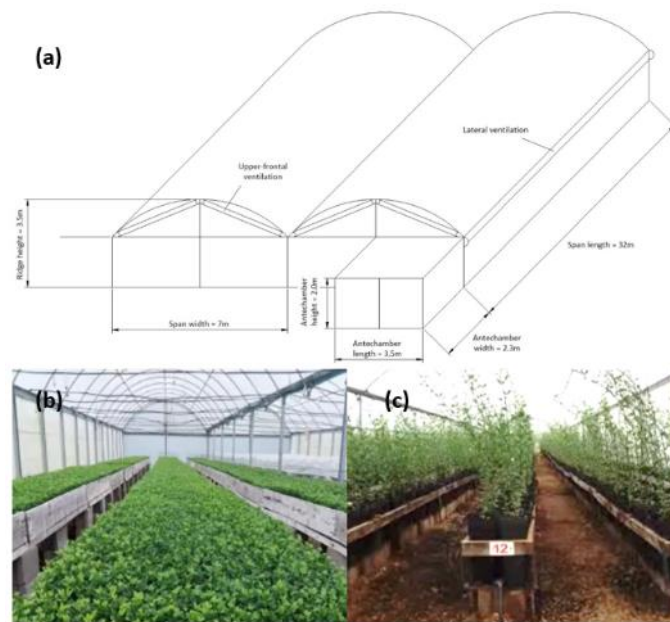 (a)
Lateral ventilation
Upper-frontal
ventilation
Ridge height = 3.5m
Span length = 32m
Antechamber
height = 2.0m
Span width = 7m
Antechamber
width = 2.3m
Antechamber
length = 3.5m
(b)
(c)
12